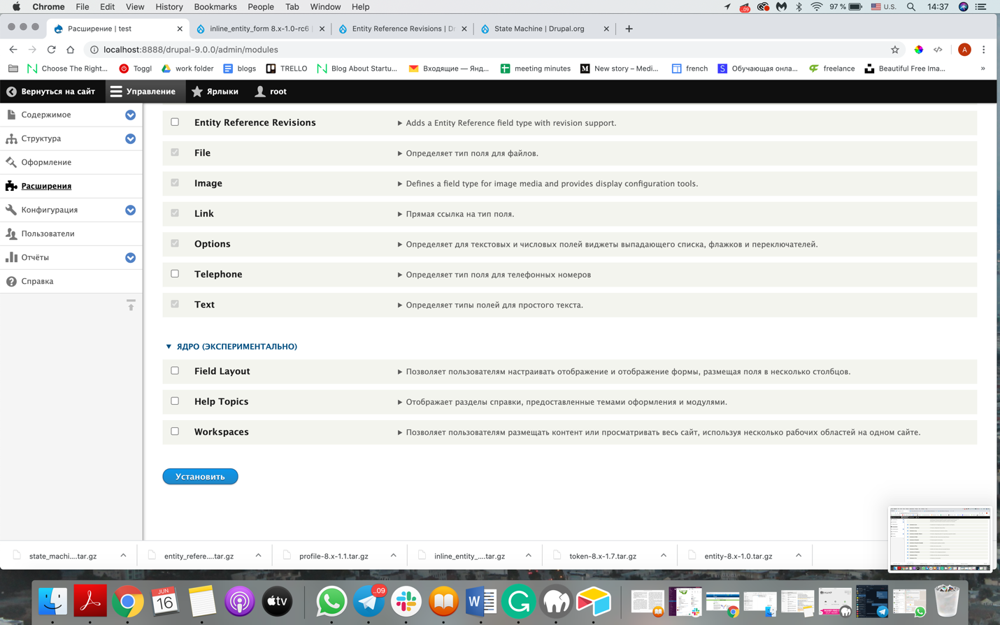 Chrome File Edit View History Bookmarks People Tab Window Help 97 % U.S. 14:37
Расширение | test inline_entity_form 8.x-1.0-rc6 Entity Reference Revisions | Dr State Machine | Drupal.org
localhost:8888/drupal-9.0.0/admin/modules A
Choose The Right... Toggl work folder blogs TRELLO Blog About Startu... Входящие — Янд... meeting minutes New story – Medi... french Обучающая онла... freelance Beautiful Free Ima... »
Вернуться на сайт Управление Ярлыки root
Содержимое
Структура
Оформление
Расширения
Конфигурация
Пользователи
Отчёты
Справка
Entity Reference Revisions Adds a Entity Reference field type with revision support.
File Определяет тип поля для файлов.
Image Defines a field type for image media and provides display configuration tools.
Link Прямая ссылка на тип поля.
Options Определяет для текстовых и числовых полей виджеты выпадающего списка, флажков и переключателей.
Telephone Определяет тип поля для телефонных номеров
Text Определяет типы полей для простого текста.
ЯДРО (ЭКСПЕРИМЕНТАЛЬНО)
Field Layout Позволяет пользователям настраивать отображение и отображение формы, размещая поля в несколько столбцов.
Help Topics Отображает разделы справки, предоставленные темами оформления и модулями.
Workspaces Позволяет пользователям размещать контент или просматривать весь сайт, используя несколько рабочих областей на одном сайте.
Установить
state_machi....tar.gz entity_refere....tar.gz profile-8.x-1.1.tar.gz inline_entity_....tar.gz token-8.x-1.7.tar.gz entity-8.x-1.0.tar.gz
JUN
16
tv
..09
W